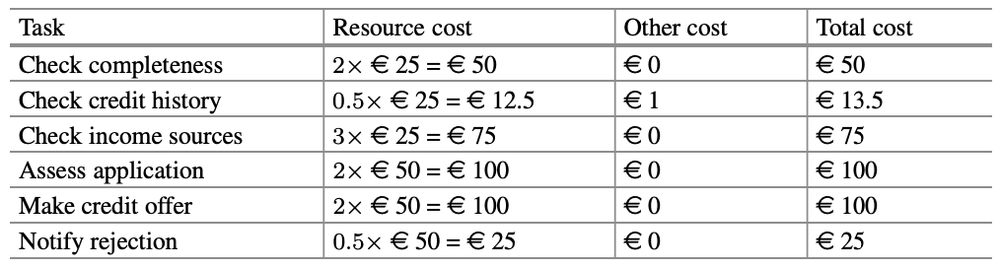 Task Resource cost Other cost Total cost
Check completeness 2× € 25 = € 50 € 0 € 50
Check credit history 0.5× € 25 = € 12.5 € 1 € 13.5
Check income sources 3× € 25 = € 75 € 0 € 75
Assess application 2× € 50 = € 100 € 0 € 100
Make credit offer 2× € 50 = € 100 € 0 € 100
Notify rejection 0.5× € 50 = € 25 € 0 € 25